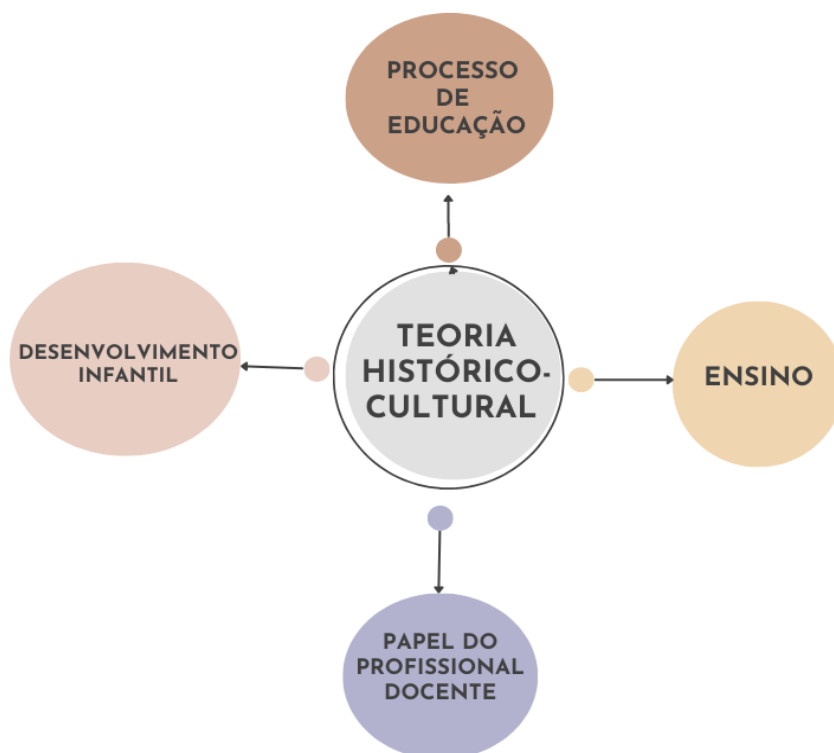 PROCESSO
DE
EDUCAÇÃO
DESENVOLVIMENTO
INFANTIL
TEORIA
HISTÓRICO-
CULTURAL
ENSINO
PAPEL DO
PROFISSIONAL
DOCENTE